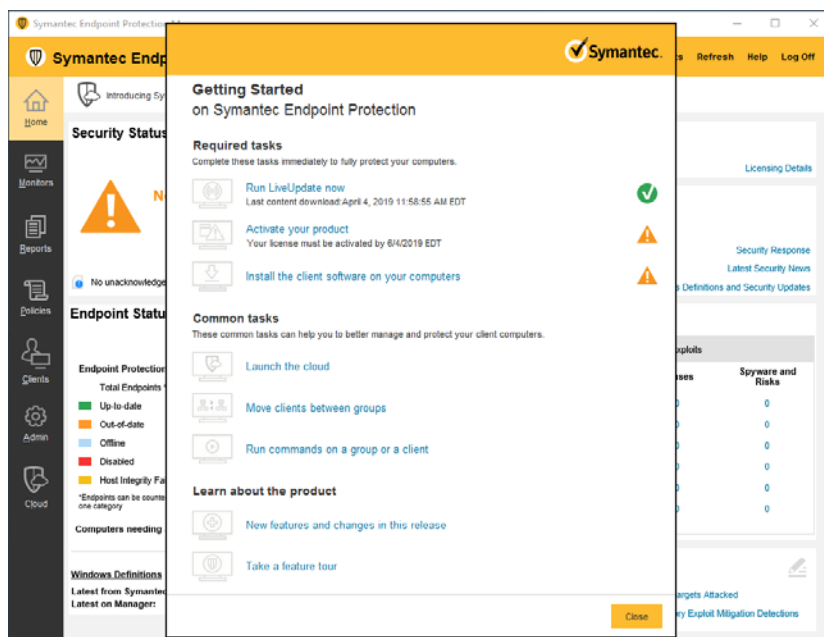 Symantec Endpoint Protection
Symantec Endp
Refresh Help Log Off
Introducing Sy
Home
Monitors
Reports
Policies
Clients
Admin
Cloud
Security Status
No unacknowledge
Endpoint Statu
Endpoint Protection
Total Endpoints
Up-to-date
Out-of-date
Offline
Disabled
Host Integrity Fa
*Endpoints can be counte
one category
Computers needing
Windows Definitions
Latest from Symantec
Latest on Manager:
Symantec.
Getting Started
on Symantec Endpoint Protection
Required tasks
Complete these tasks immediately to fully protect your computers.
Run LiveUpdate now
Last content download:April 4, 2019 11:58:55 AM EDT
Activate your product
Your license must be activated by 6/4/2019 EDT
Install the client software on your computers
Common tasks
These common tasks can help you to better manage and protect your client computers.
Launch the cloud
Move clients between groups
Run commands on a group or a client
Learn about the product
New features and changes in this release
Take a feature tour
Close
Licensing Details
Security Response
Latest Security News
s Definitions and Security Updates
xploits
uses
Spyware and
Risks
0
0
0
0
0
0
argets Attacked
ry Exploit Mitigation Detections